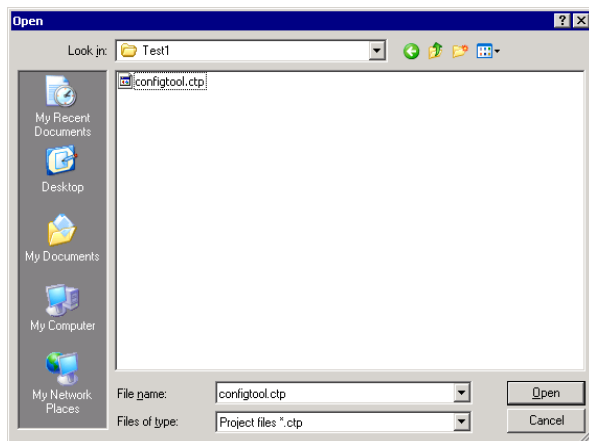 Open
Look in: Test1
configtool.ctp
My Recent
Documents
Desktop
My Documents
My Computer
My Network
Places
File name: configtool.ctp Open
Files of type: Project files *.ctp Cancel